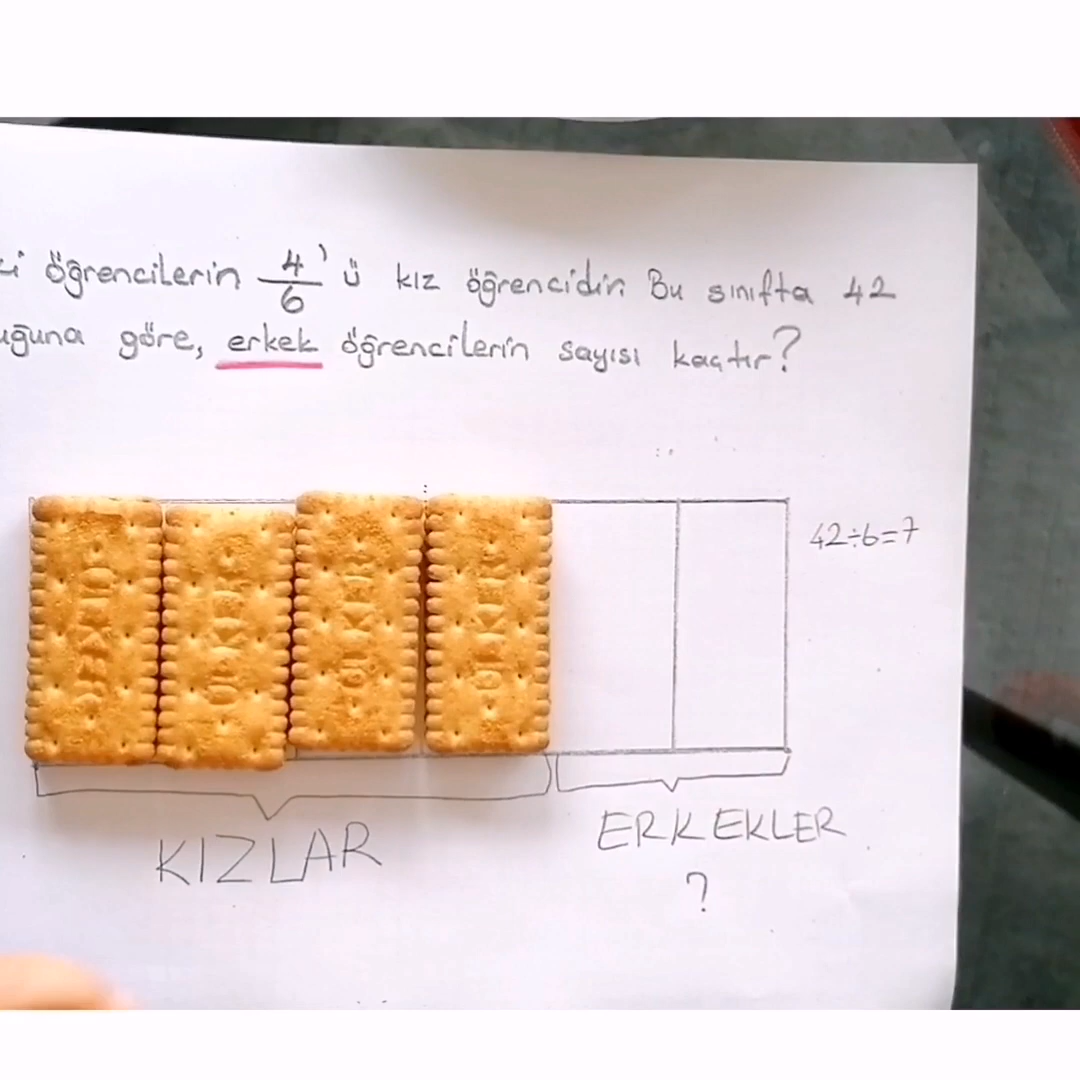 öğrencilerin 4/6'ü kız öğrencidir. Bu sınıfta 42
göre, erkek öğrencilerin sayısı kaçtır?
42÷6=7
KIZLAR
ERKEKLER
?